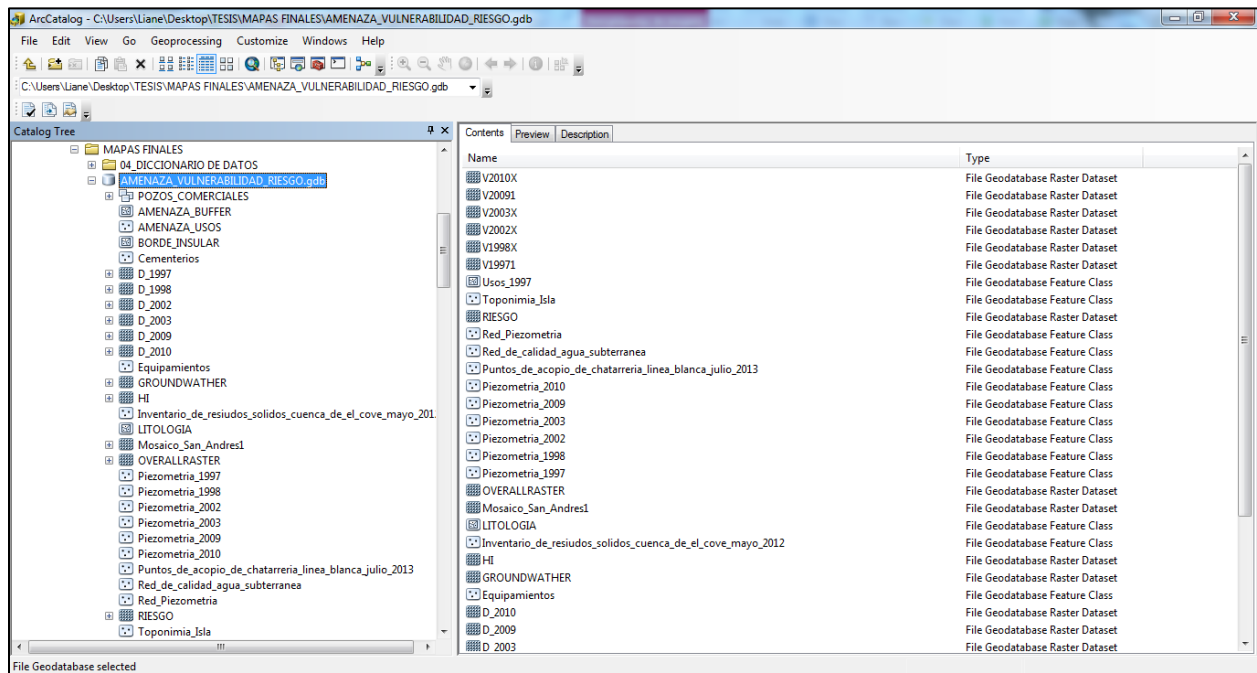 ArcCatalog - C:\Users\Liane\Desktop\TESIS\MAPAS FINALES\AMENAZA_VULNERABILIDAD_RIESGO.gdb
File Edit View Go Geoprocessing Customize Windows Help
C:\Users\Liane\Desktop\TESIS\MAPAS FINALES\AMENAZA_VULNERABILIDAD_RIESGO.gdb
Catalog Tree
MAPAS FINALES
04_DICCIONARIO DE DATOS
AMENAZA_VULNERABILIDAD_RIESGO.gdb
POZOS_COMERCIALES
AMENAZA_BUFFER
AMENAZA_USOS
BORDE_INSULAR
Cementerios
D_1997
D_1998
D_2002
D_2003
D_2009
D_2010
Equipamientos
GROUNDWATHER
HI
Inventario_de_resiudos_solidos_cuenca_de_el_cove_mayo_201.
LITOLOGIA
Mosaico_San_Andres1
OVERALLRASTER
Piezometria_1997
Piezometria_1998
Piezometria_2002
Piezometria_2003
Piezometria_2009
Piezometria_2010
Puntos_de_acopio_de_chatarreria_linea_blanca_julio_2013
Red_de_calidad_agua_subterranea
Red_Piezometria
RIESGO
Toponimia_Isla
Contents Preview Description
Name Type
V2010X File Geodatabase Raster Dataset
V20091 File Geodatabase Raster Dataset
V2003X File Geodatabase Raster Dataset
V2002X File Geodatabase Raster Dataset
V1998X File Geodatabase Raster Dataset
V19971 File Geodatabase Raster Dataset
Usos_1997 File Geodatabase Feature Class
Toponimia_Isla File Geodatabase Feature Class
RIESGO File Geodatabase Raster Dataset
Red_Piezometria File Geodatabase Feature Class
Red_de_calidad_agua_subterranea File Geodatabase Feature Class
Puntos_de_acopio_de_chatarreria_linea_blanca_julio_2013 File Geodatabase Feature Class
Piezometria_2010 File Geodatabase Feature Class
Piezometria_2009 File Geodatabase Feature Class
Piezometria_2003 File Geodatabase Feature Class
Piezometria_2002 File Geodatabase Feature Class
Piezometria_1998 File Geodatabase Feature Class
Piezometria_1997 File Geodatabase Feature Class
OVERALLRASTER File Geodatabase Raster Dataset
Mosaico_San_Andres1 File Geodatabase Raster Dataset
LITOLOGIA File Geodatabase Feature Class
Inventario_de_resiudos_solidos_cuenca_de_el_cove_mayo_2012 File Geodatabase Feature Class
HI File Geodatabase Raster Dataset
GROUNDWATHER File Geodatabase Raster Dataset
Equipamientos File Geodatabase Feature Class
D_2010 File Geodatabase Raster Dataset
D_2009 File Geodatabase Raster Dataset
D_2003 File Geodatabase Raster Dataset
File Geodatabase selected